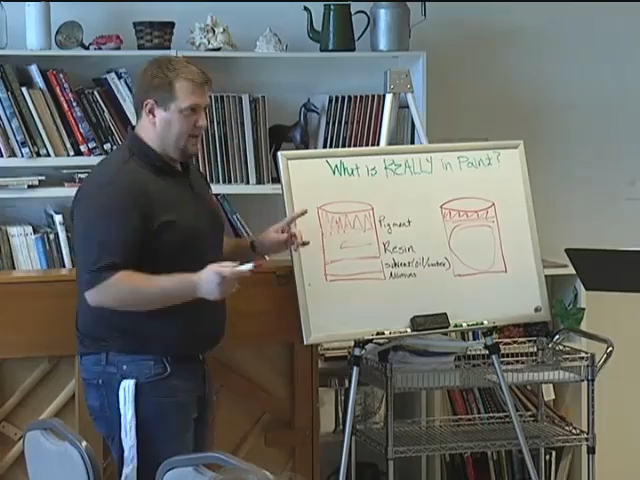 What is REALLY in Paint?
Pigment
Resin
Solvent (oil/water)
Additives